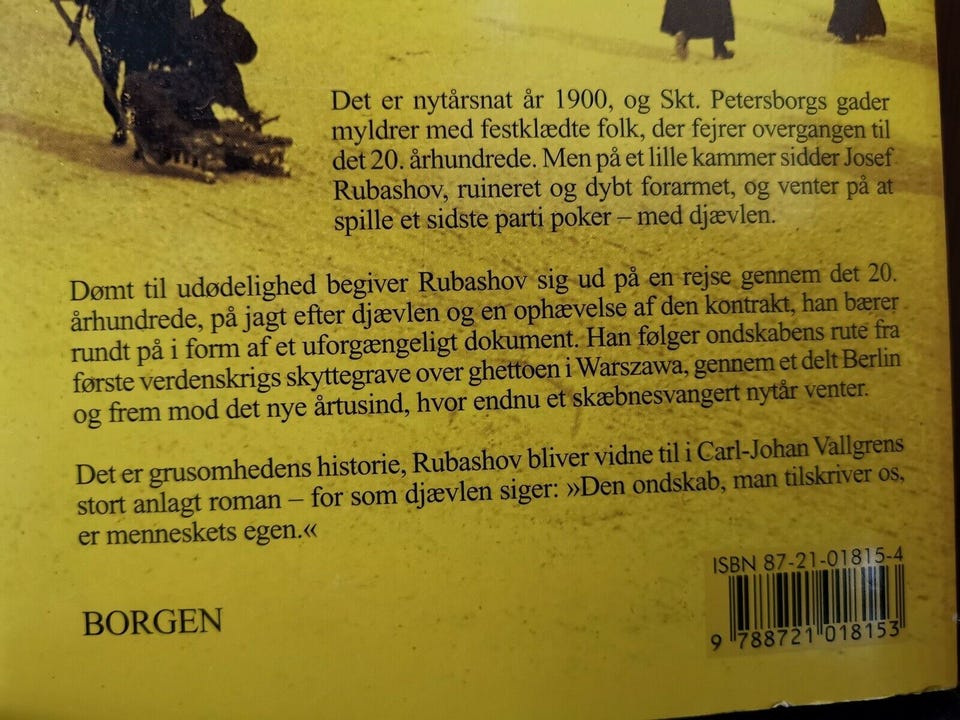 Det er nytårsnat år 1900, og Skt. Petersborgs gader
myldrer med festklædte folk, der fejrer overgangen til
det 20. århundrede. Men på et lille kammer sidder Josef
Rubashov, ruineret og dybt forarmet, og venter på at
spille et sidste parti poker – med djævlen.
Dømt til udødelighed begiver Rubashov sig ud på en rejse gennem det 20.
århundrede, på jagt efter djævlen og en ophævelse af den kontrakt, han bærer
rundt på i form af et uforgængeligt dokument. Han følger ondskabens rute fra
første verdenskrigs skyttegrave over ghettoen i Warszawa, gennem et delt Berlin
og frem mod det nye årtusind, hvor endnu et skæbnesvangert nytår venter.
Det er grusomhedens historie, Rubashov bliver vidne til i Carl-Johan Vallgrens
stort anlagt roman – for som djævlen siger: »Den ondskab, man tilskriver os,
er menneskets egen.«
ISBN 87-21-01815-4
BORGEN
9 788721 018153